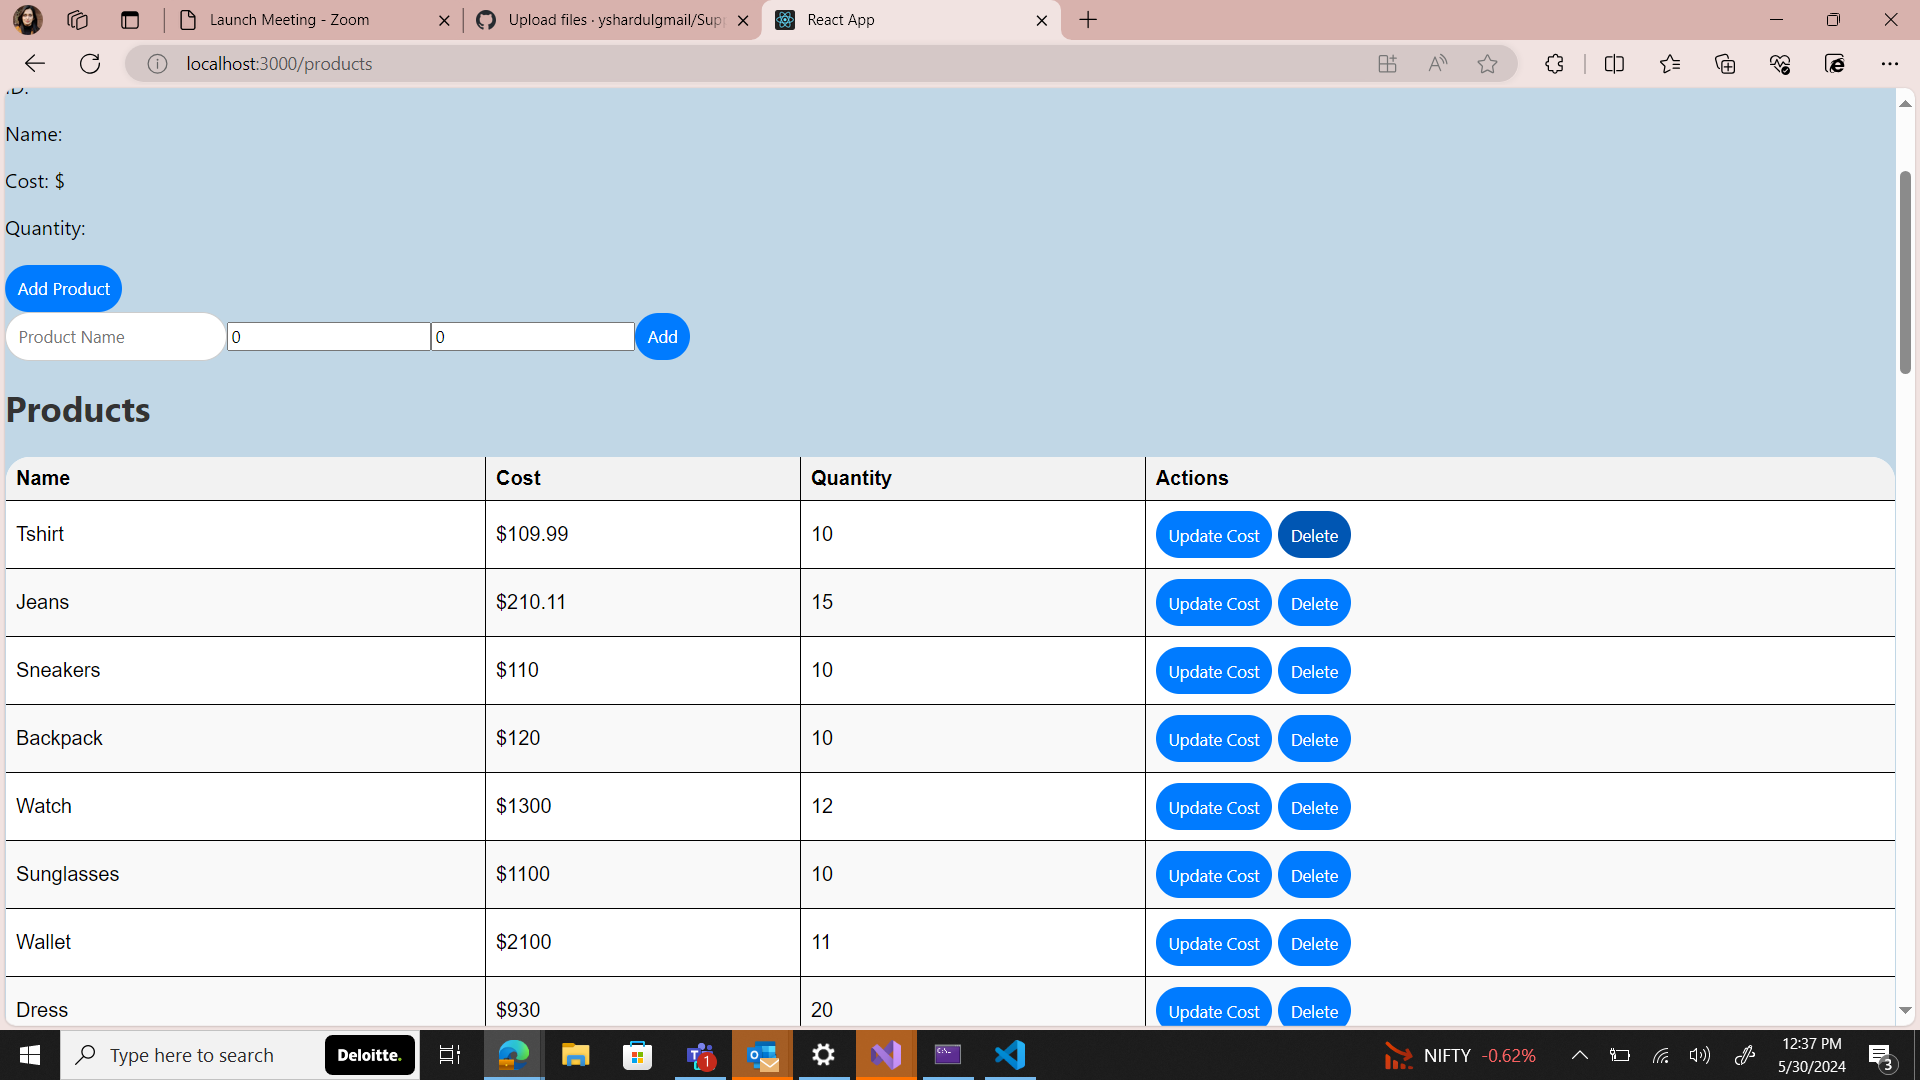 Launch Meeting - Zoom
Upload files · yshardulgmail/Sup
React App
localhost:3000/products
Name:
Cost: $
Quantity:
Add Product
Product Name 0 0 Add
Products
Name Cost Quantity Actions
Tshirt $109.99 10 Update Cost Delete
Jeans $210.11 15 Update Cost Delete
Sneakers $110 10 Update Cost Delete
Backpack $120 10 Update Cost Delete
Watch $1300 12 Update Cost Delete
Sunglasses $1100 10 Update Cost Delete
Wallet $2100 11 Update Cost Delete
Dress $930 20 Update Cost Delete
Type here to search Deloitte. 1 NIFTY -0.62% 12:37 PM
5/30/2024 3